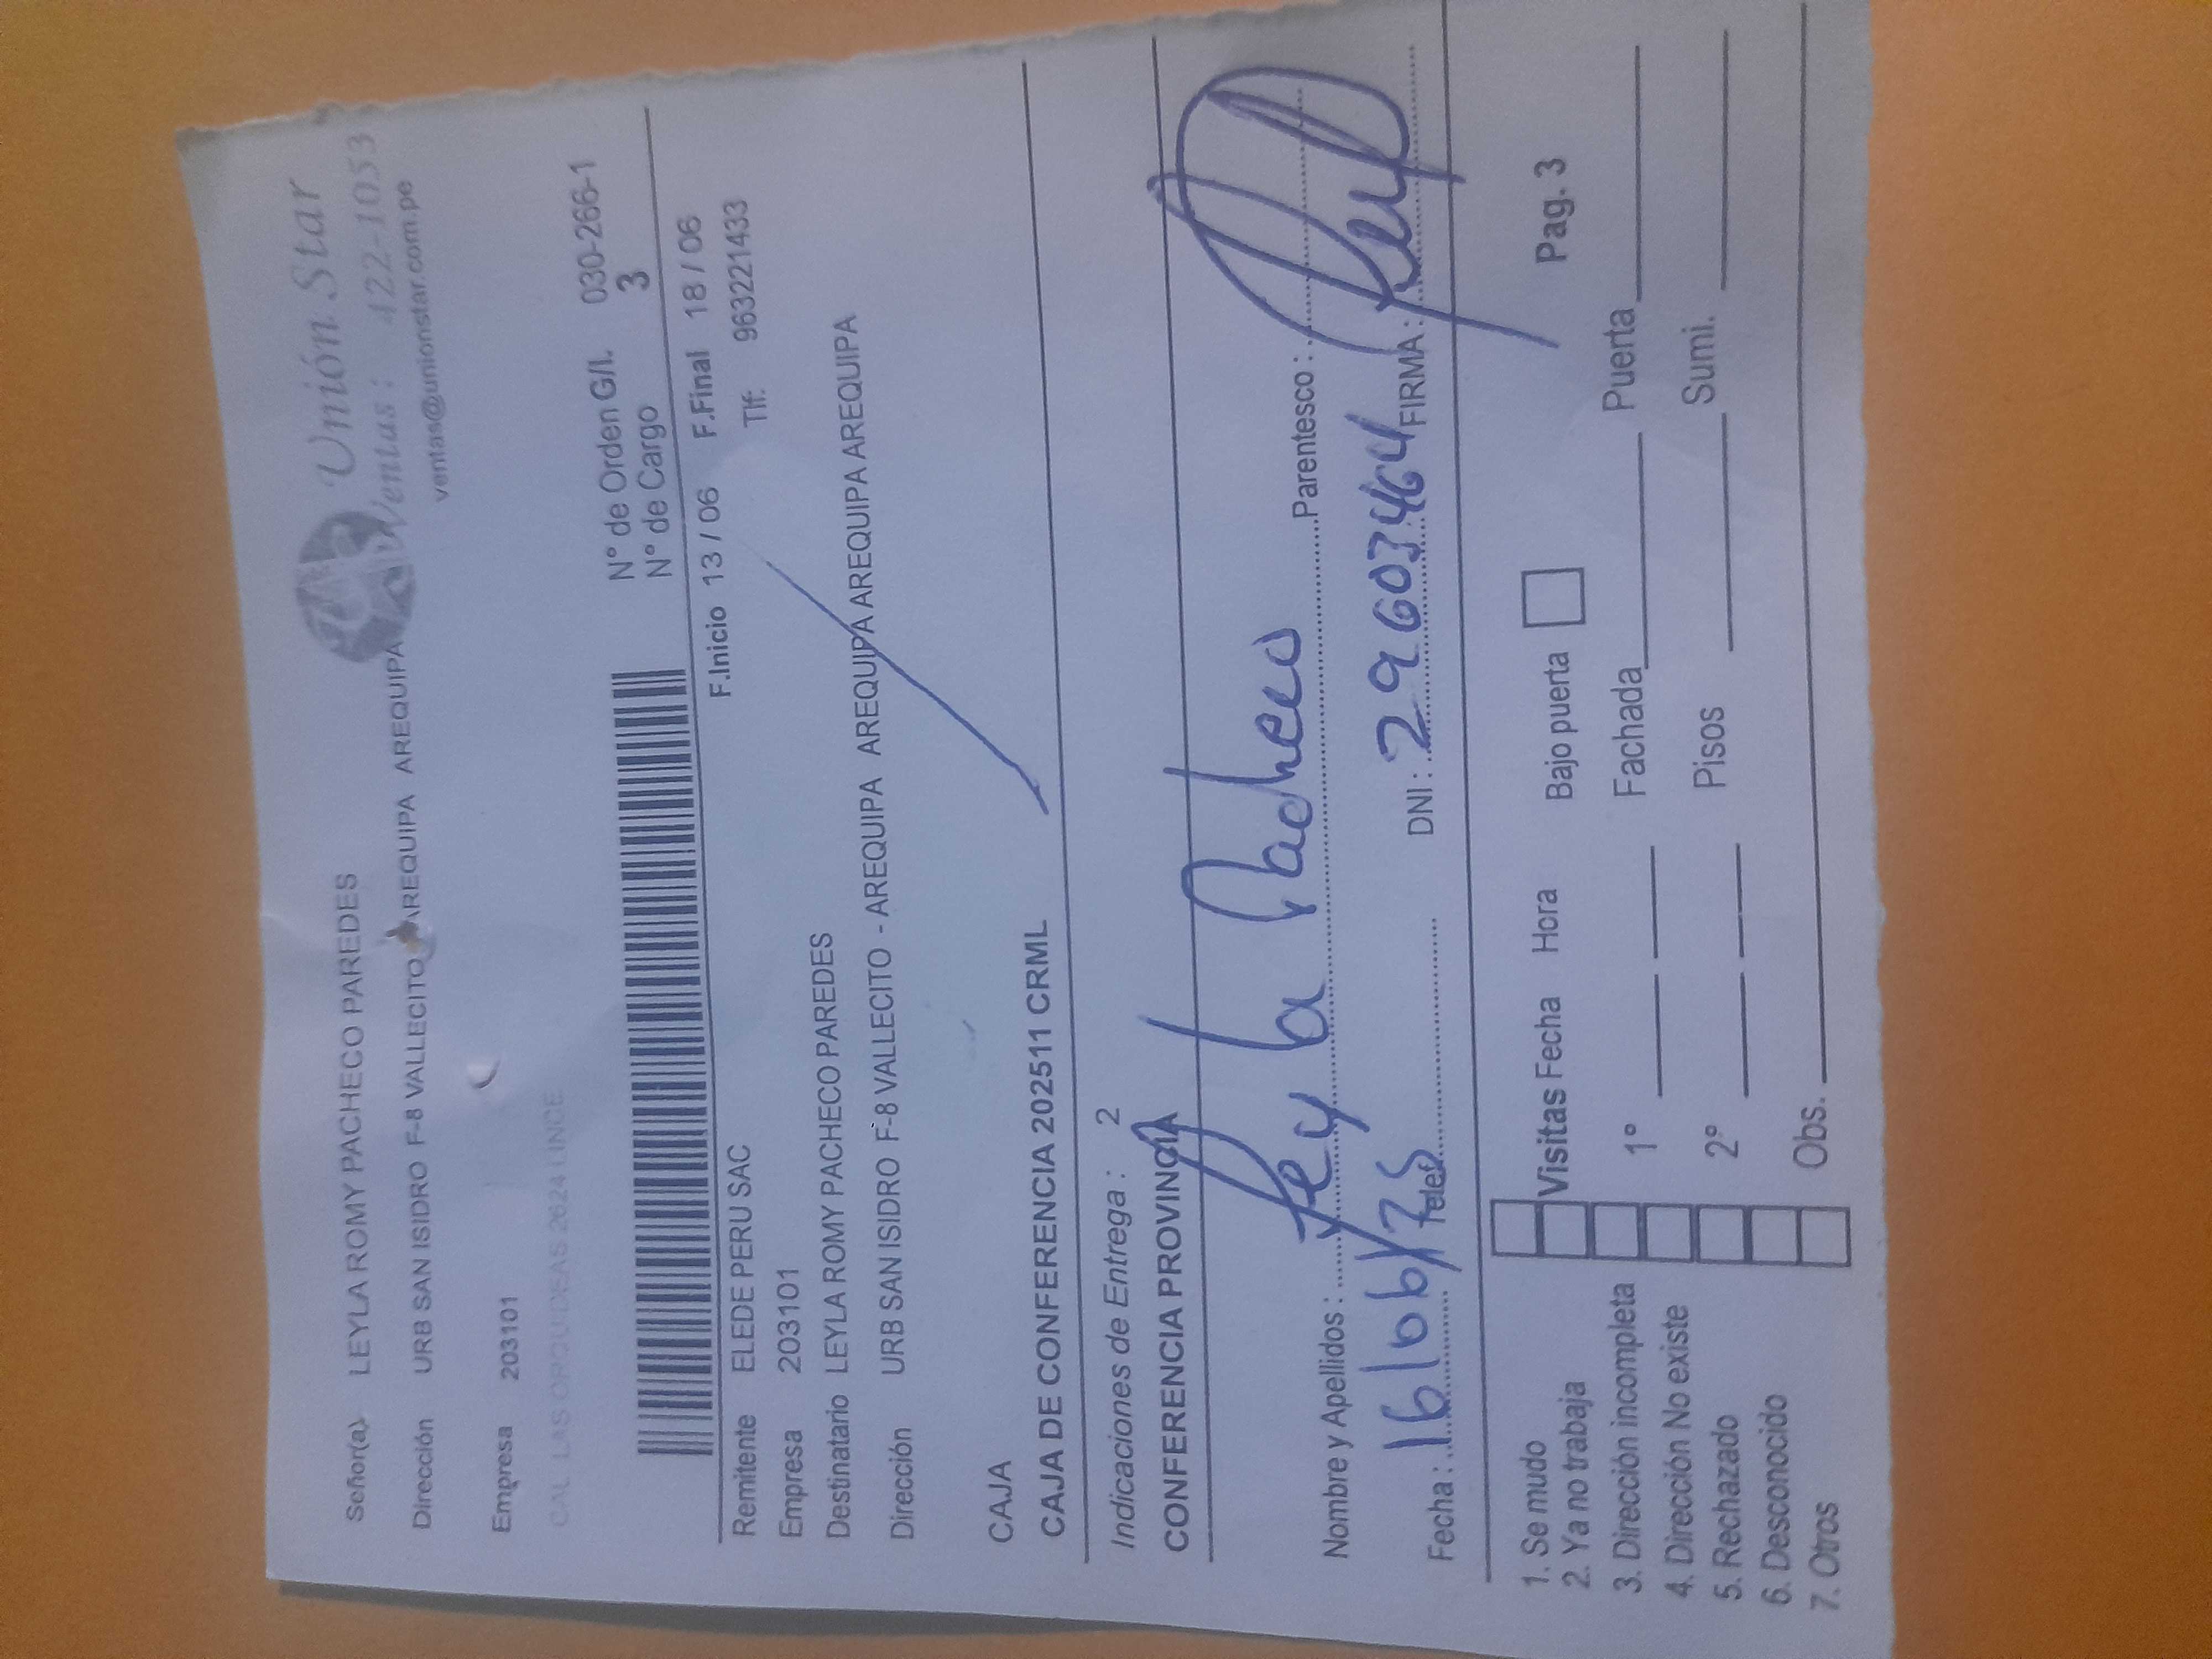 Unión Star
Ventas: 422-1053
ventas@unionstar.com.pe
Señor(a) LEYLA ROMY PACHECO PAREDES
Dirección URB SAN ISIDRO F-8 VALLECITO AREQUIPA AREQUIPA
Empresa 203101
CAL LAS ORQUIDEAS 2624 LINCE
N° de Orden G/I. 030-266-1
N° de Cargo 3
F.Inicio 13 / 06 F.Final 18 / 06
Remitente ELEDE PERU SAC
Tlf: 963221433
Empresa 203101
Destinatario LEYLA ROMY PACHECO PAREDES
Dirección URB SAN ISIDRO F-8 VALLECITO - AREQUIPA AREQUIPA AREQUIPA AREQUIPA AREQUIPA
CAJA
CAJA DE CONFERENCIA 202511 CRML
Indicaciones de Entrega : 2
CONFERENCIA PROVINCIA
Nombre y Apellidos : Pacheco Parentesco :
Fecha : 16/06/25 Telef. DNI : 29603464 FIRMA :
1. Se mudo
2. Ya no trabaja
3. Dirección incompleta
4. Dirección No existe
5. Rechazado
6. Desconocido
7. Otros
Visitas Fecha Hora Bajo puerta Pag. 3
1° Fachada Puerta
2° Pisos Sumi.
Obs.